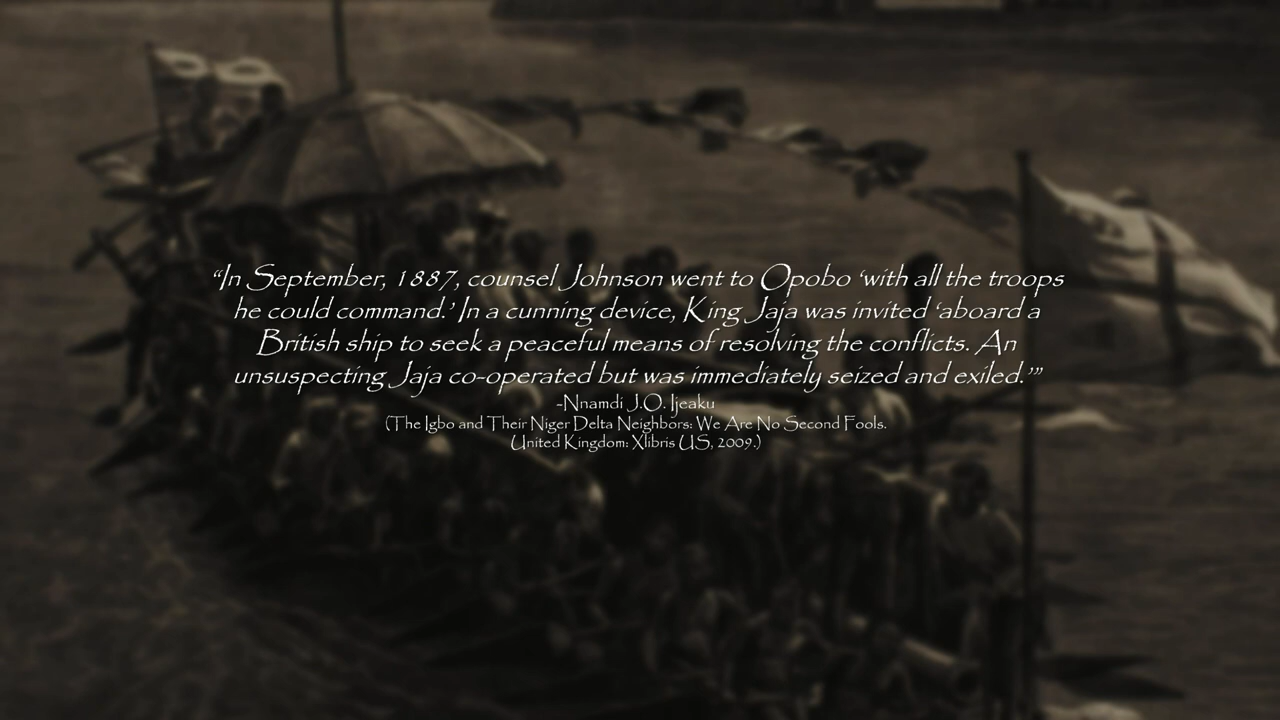 “In September, 1887, counsel Johnson went to Opobo ‘with all the troops
he could command.’ In a cunning device, King Jaja was invited ‘aboard a
British ship to seek a peaceful means of resolving the conflicts. An
unsuspecting Jaja co-operated but was immediately seized and exiled.’”
-Nnamdi J.O. Ijeaku
(The Igbo and Their Niger Delta Neighbors: We Are No Second Fools.
United Kingdom: Xlibris US, 2009.)